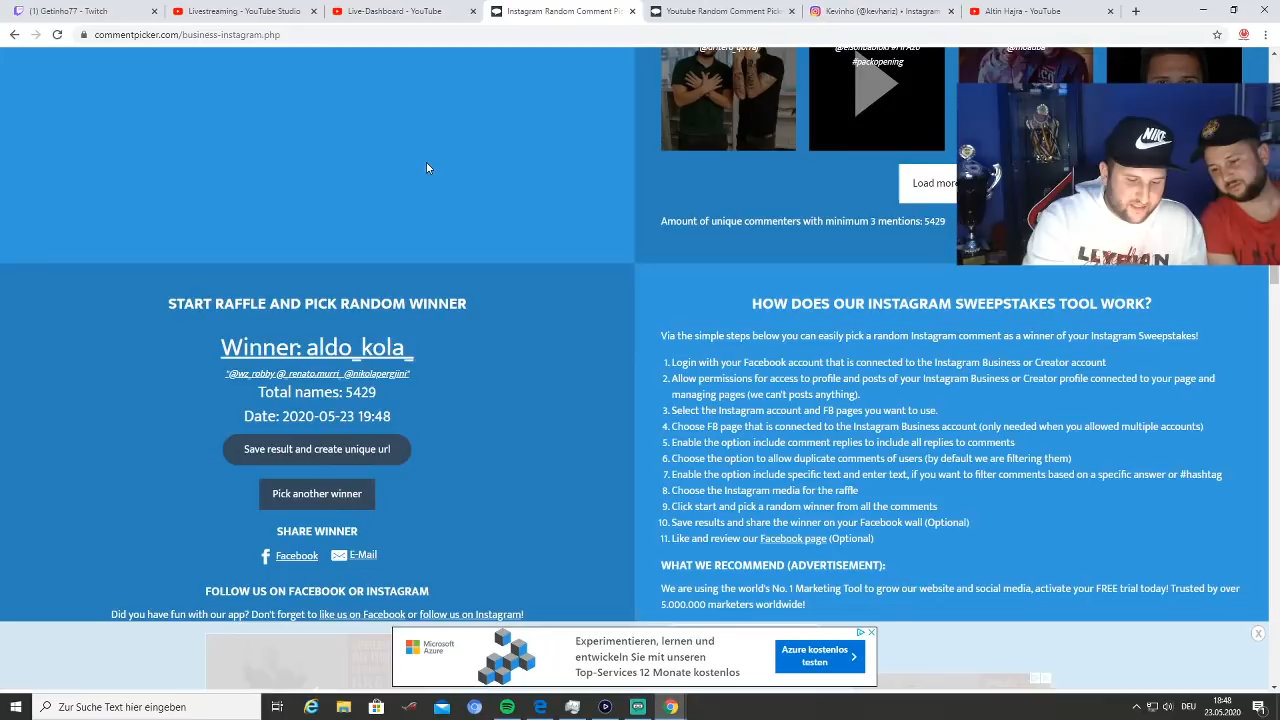 (1) Getinho77 - Twitch
Livestreaming - YouTube Studio
Live-Dashboard - YouTube
Instagram Random Comment Pic
Youtube Random Comment Picker
Kevinho (@kevhariz) • Instagram
Altin Hajra - YouTube
commentpicker.com/business-instagram.php
#packopening
Load more
Amount of unique commenters with minimum 3 mentions: 5429
NIKE
START RAFFLE AND PICK RANDOM WINNER
Winner: aldo_kola_
Total names: 5429
Date: 2020-05-23 19:48
Save result and create unique url
Pick another winner
SHARE WINNER
Facebook
E-Mail
FOLLOW US ON FACEBOOK OR INSTAGRAM
Did you have fun with our app? Don't forget to like us on Facebook or follow us on Instagram!
HOW DOES OUR INSTAGRAM SWEEPSTAKES TOOL WORK?
Via the simple steps below you can easily pick a random Instagram comment as a winner of your Instagram Sweepstakes!
1. Login with your Facebook account that is connected to the Instagram Business or Creator account
2. Allow permissions for access to profile and posts of your Instagram Business or Creator profile connected to your page and
managing pages (we can't posts anything).
3. Select the Instagram account and FB pages you want to use.
4. Choose FB page that is connected to the Instagram Business account (only needed when you allowed multiple accounts)
5. Enable the option include comment replies to include all replies to comments
6. Choose the option to allow duplicate comments of users (by default we are filtering them)
7. Enable the option include specific text and enter text, if you want to filter comments based on a specific answer or #hashtag
8. Choose the Instagram media for the raffle
9. Click start and pick a random winner from all the comments
10. Save results and share the winner on your Facebook wall (Optional)
11. Like and review our Facebook page (Optional)
WHAT WE RECOMMEND (ADVERTISEMENT):
We are using the world's No. 1 Marketing Tool to grow our website and social media, activate your FREE trial today! Trusted by over
5.000.000 marketers worldwide!
Microsoft
Azure
Experimentieren, lernen und
entwickeln Sie mit unseren
Top-Services 12 Monate kostenlos
Azure kostenlos
testen
Zur Suche Text hier eingeben
DEU
18:48
23.05.2020